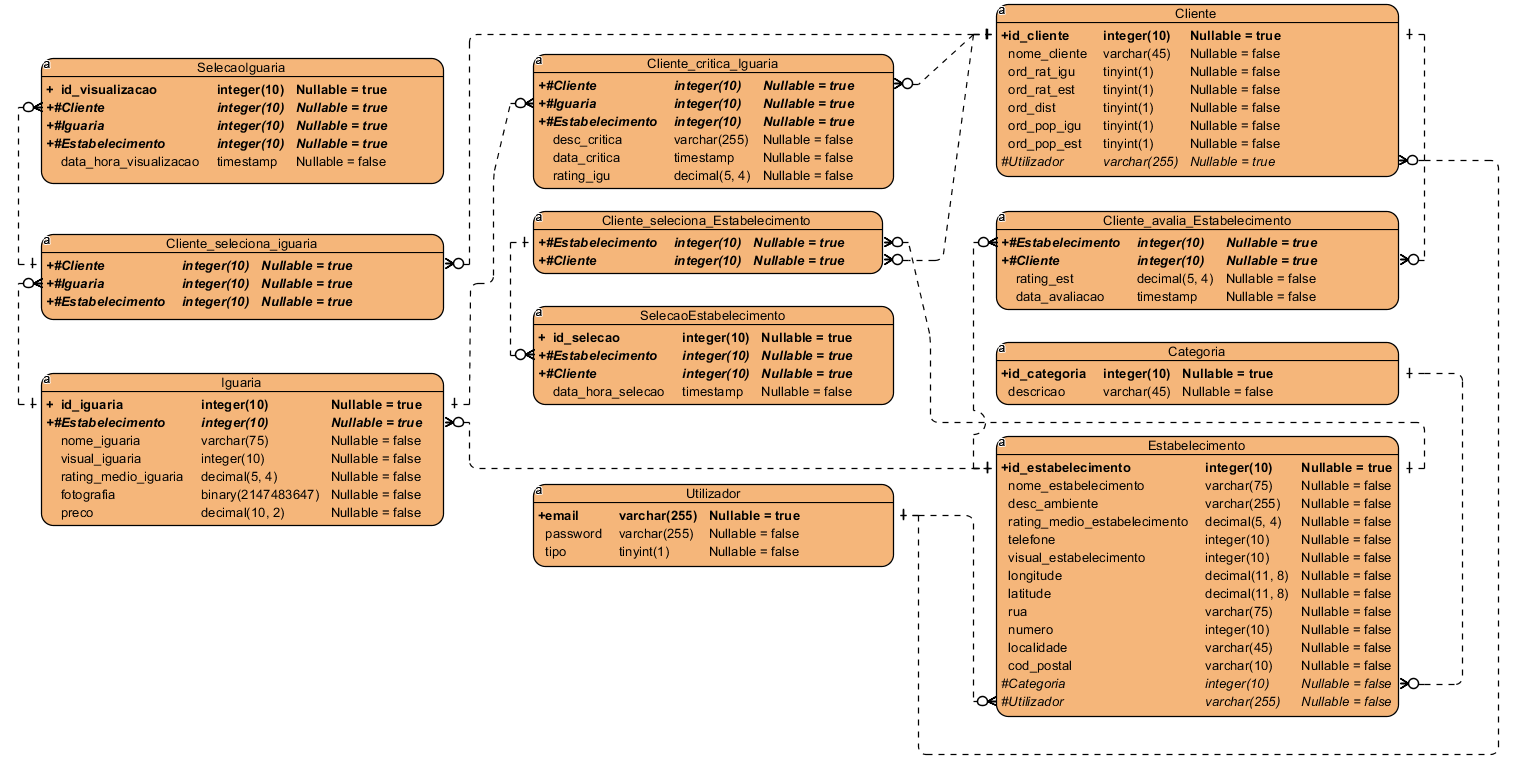 a
SelecaoIguaria
+ id_visualizacao integer(10) Nullable = true
+#Cliente integer(10) Nullable = true
+#Iguaria integer(10) Nullable = true
+#Estabelecimento integer(10) Nullable = true
data_hora_visualizacao timestamp Nullable = false
a
Cliente_seleciona_iguaria
+#Cliente integer(10) Nullable = true
+#Iguaria integer(10) Nullable = true
+#Estabelecimento integer(10) Nullable = true
a
Iguaria
+ id_iguaria integer(10) Nullable = true
+#Estabelecimento integer(10) Nullable = true
nome_iguaria varchar(75) Nullable = false
visual_iguaria integer(10) Nullable = false
rating_medio_iguaria decimal(5, 4) Nullable = false
fotografia binary(2147483647) Nullable = false
preco decimal(10, 2) Nullable = false
a
Cliente_critica_Iguaria
+#Cliente integer(10) Nullable = true
+#Iguaria integer(10) Nullable = true
+#Estabelecimento integer(10) Nullable = true
desc_critica varchar(255) Nullable = false
data_critica timestamp Nullable = false
rating_igu decimal(5, 4) Nullable = false
a
Cliente_seleciona_Estabelecimento
+#Estabelecimento integer(10) Nullable = true
+#Cliente integer(10) Nullable = true
a
SelecaoEstabelecimento
+ id_selecao integer(10) Nullable = true
+#Estabelecimento integer(10) Nullable = true
+#Cliente integer(10) Nullable = true
data_hora_selecao timestamp Nullable = false
a
Utilizador
+email varchar(255) Nullable = true
password varchar(255) Nullable = false
tipo tinyint(1) Nullable = false
a
Cliente
+id_cliente integer(10) Nullable = true
nome_cliente varchar(45) Nullable = false
ord_rat_igu tinyint(1) Nullable = false
ord_rat_est tinyint(1) Nullable = false
ord_dist tinyint(1) Nullable = false
ord_pop_igu tinyint(1) Nullable = false
ord_pop_est tinyint(1) Nullable = false
#Utilizador varchar(255) Nullable = true
a
Cliente_avalia_Estabelecimento
+#Estabelecimento integer(10) Nullable = true
+#Cliente integer(10) Nullable = true
rating_est decimal(5, 4) Nullable = false
data_avaliacao timestamp Nullable = false
a
Categoria
+id_categoria integer(10) Nullable = true
descricao varchar(45) Nullable = false
a
Estabelecimento
+id_estabelecimento integer(10) Nullable = true
nome_estabelecimento varchar(75) Nullable = false
desc_ambiente varchar(255) Nullable = false
rating_medio_estabelecimento decimal(5, 4) Nullable = false
telefone integer(10) Nullable = false
visual_estabelecimento integer(10) Nullable = false
longitude decimal(11, 8) Nullable = false
latitude decimal(11, 8) Nullable = false
rua varchar(75) Nullable = false
numero integer(10) Nullable = false
localidade varchar(45) Nullable = false
cod_postal varchar(10) Nullable = false
#Categoria integer(10) Nullable = false
#Utilizador varchar(255) Nullable = false